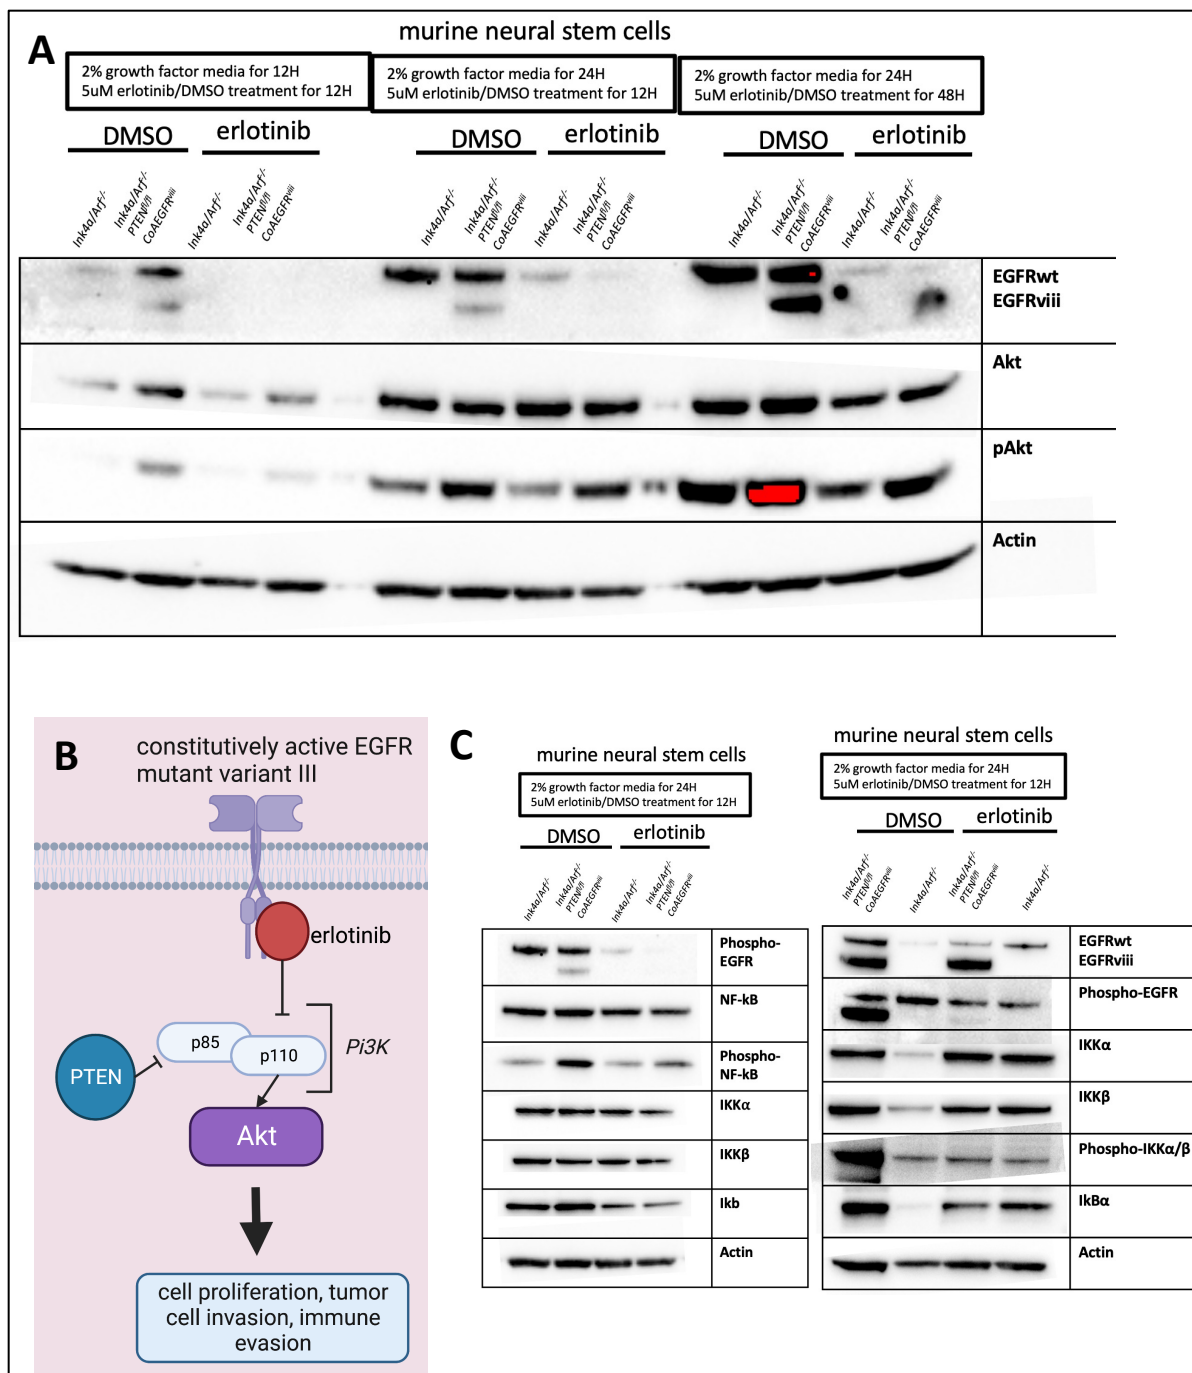 A
murine neural stem cells
2% growth factor media for 12H
5uM erlotinib/DMSO treatment for 12H
2% growth factor media for 24H
5uM erlotinib/DMSO treatment for 12H
2% growth factor media for 24H
5uM erlotinib/DMSO treatment for 48H
DMSO
erlotinib
DMSO
erlotinib
DMSO
erlotinib
Ink4a/Arf-/-
Ink4a/Arf-/-
PTENfl/fl
CoAEGFRviii
Ink4a/Arf-/-
Ink4a/Arf-/-
PTENfl/fl
CoAEGFRviii
Ink4a/Arf-/-
Ink4a/Arf-/-
PTENfl/fl
CoAEGFRviii
Ink4a/Arf-/-
Ink4a/Arf-/-
PTENfl/fl
CoAEGFRviii
Ink4a/Arf-/-
Ink4a/Arf-/-
PTENfl/fl
CoAEGFRviii
Ink4a/Arf-/-
Ink4a/Arf-/-
PTENfl/fl
CoAEGFRviii
EGFRwt
EGFRviii
Akt
pAkt
Actin
B
constitutively active EGFR
mutant variant III
erlotinib
p85
p110
Pi3K
PTEN
Akt
cell proliferation, tumor
cell invasion, immune
evasion
C
murine neural stem cells
2% growth factor media for 24H
5uM erlotinib/DMSO treatment for 12H
DMSO
erlotinib
Ink4a/Arf-/-
Ink4a/Arf-/-
PTENfl/fl
CoAEGFRviii
Ink4a/Arf-/-
Ink4a/Arf-/-
PTENfl/fl
CoAEGFRviii
Phospho-
EGFR
NF-kB
Phospho-
NF-kB
IKKα
IKKβ
Ikb
Actin
murine neural stem cells
2% growth factor media for 24H
5uM erlotinib/DMSO treatment for 12H
DMSO
erlotinib
Ink4a/Arf-/-
PTENfl/fl
CoAEGFRviii
Ink4a/Arf-/-
Ink4a/Arf-/-
PTENfl/fl
CoAEGFRviii
Ink4a/Arf-/-
EGFRwt
EGFRviii
Phospho-EGFR
IKKα
IKKβ
Phospho-IKKα/β
IkBα
Actin